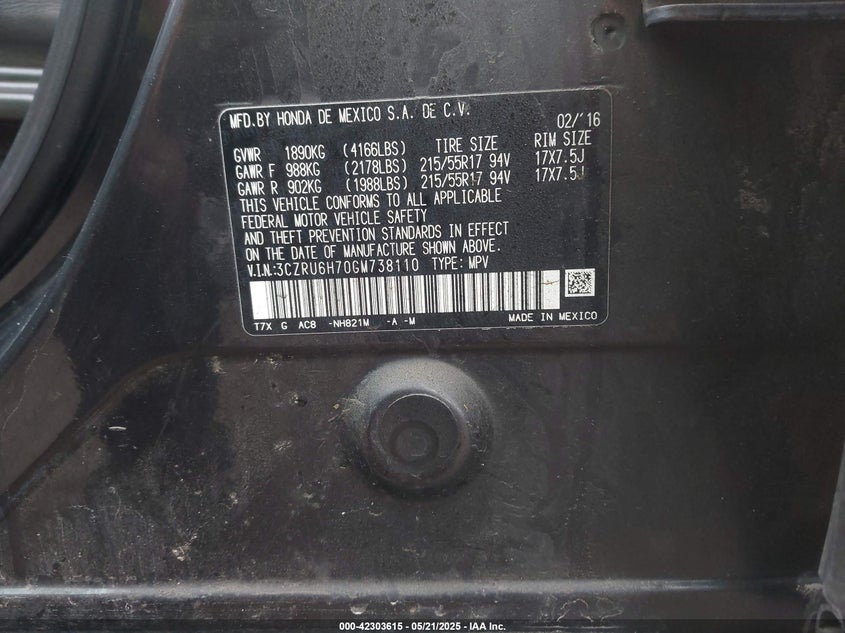 MFD.BY HONDA DE MEXICO S.A. DE C.V. 02/'16
GVWR 1890KG (4166LBS) TIRE SIZE RIM SIZE
GAWR F 988KG (2178LBS) 215/55R17 94V 17X7.5J
GAWR R 902KG (1988LBS) 215/55R17 94V 17X7.5J
THIS VEHICLE CONFORMS TO ALL APPLICABLE
FEDERAL MOTOR VEHICLE SAFETY
AND THEFT PREVENTION STANDARDS IN EFFECT
ON THE DATE OF MANUFACTURE SHOWN ABOVE.
V.I.N.:3CZRU6H70GM738110 TYPE: MPV
T7X G AC8 -NH821M -A -M MADE IN MEXICO
000-42303615 - 05/21/2025 - IAA Inc.